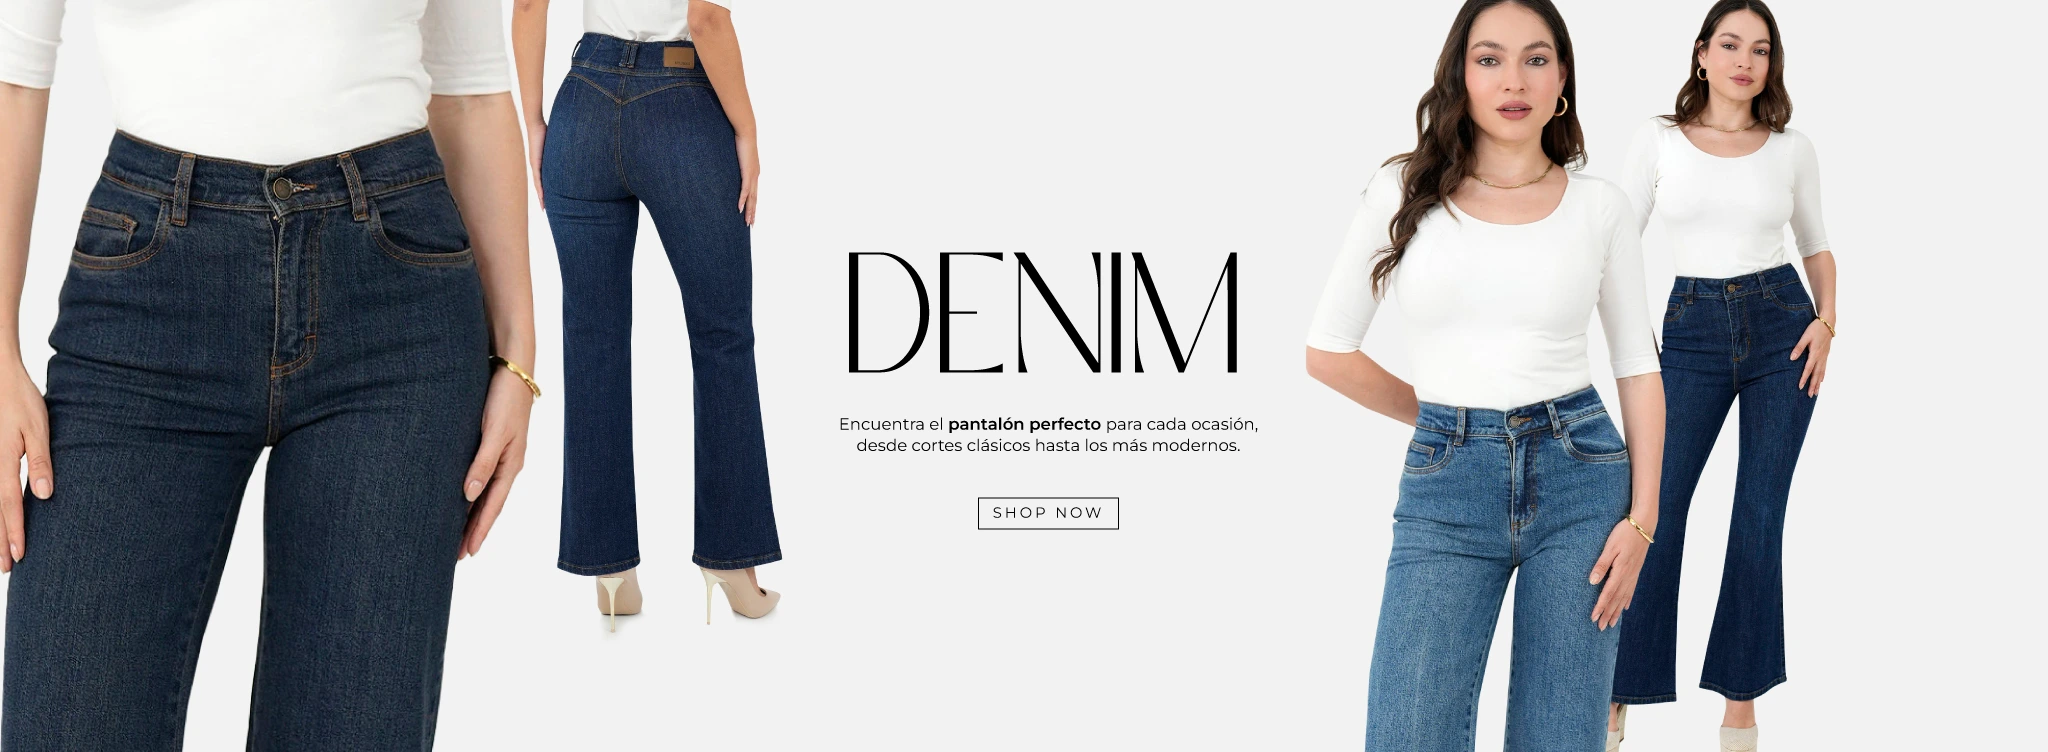 DENIM
Encuentra el pantalón perfecto para cada ocasión,
desde cortes clásicos hasta los más modernos.
SHOP NOW